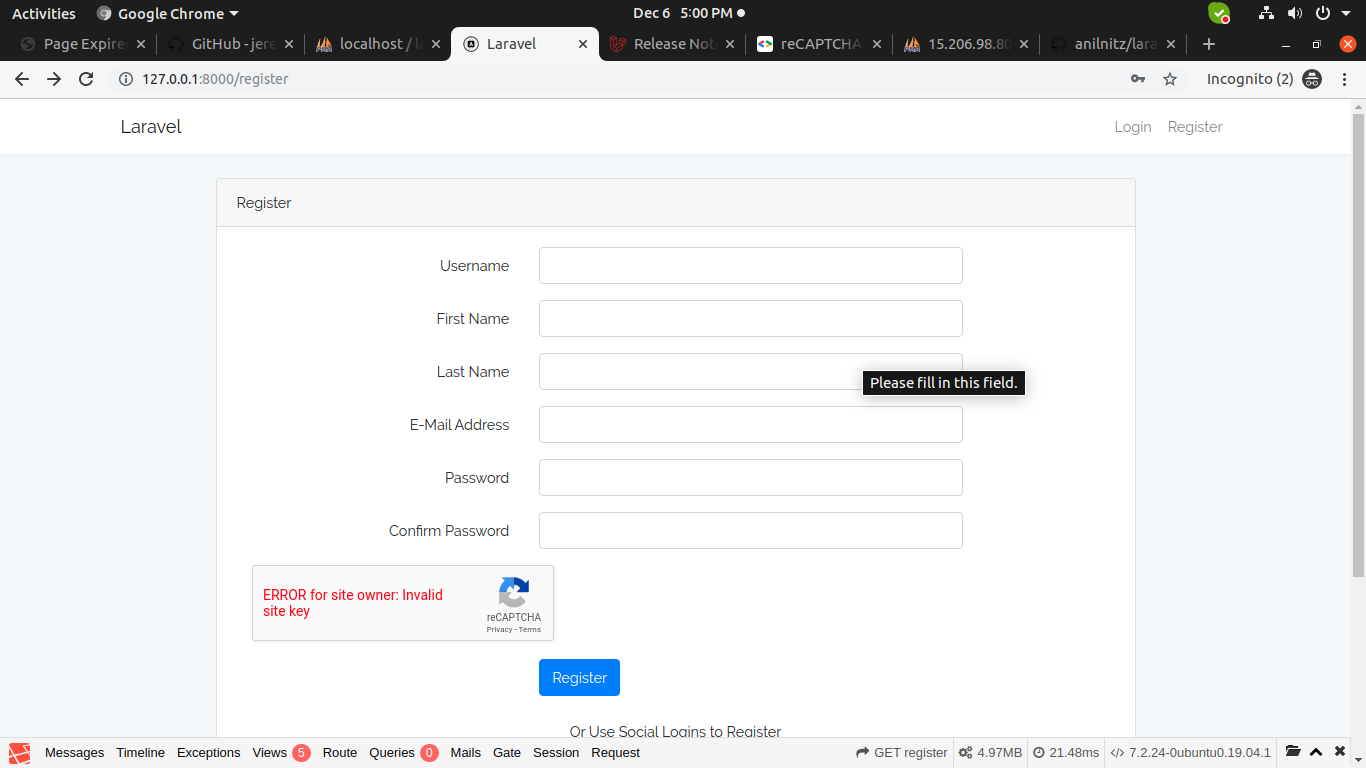 Activities Google Chrome Dec 6 5:00 PM
Page Expire GitHub - jere localhost / lo Laravel Release Not reCAPTCHA 15.206.98.80 anilnitz/lara
127.0.0.1:8000/register Incognito (2)
Laravel Login Register
Register
Username
First Name
Last Name
Please fill in this field.
E-Mail Address
Password
Confirm Password
ERROR for site owner: Invalid
site key
reCAPTCHA
Privacy - Terms
Register
Or Use Social Logins to Register
Messages Timeline Exceptions Views 5 Route Queries 0 Mails Gate Session Request GET register 4.97MB 21.48ms 7.2.24-0ubuntu0.19.04.1